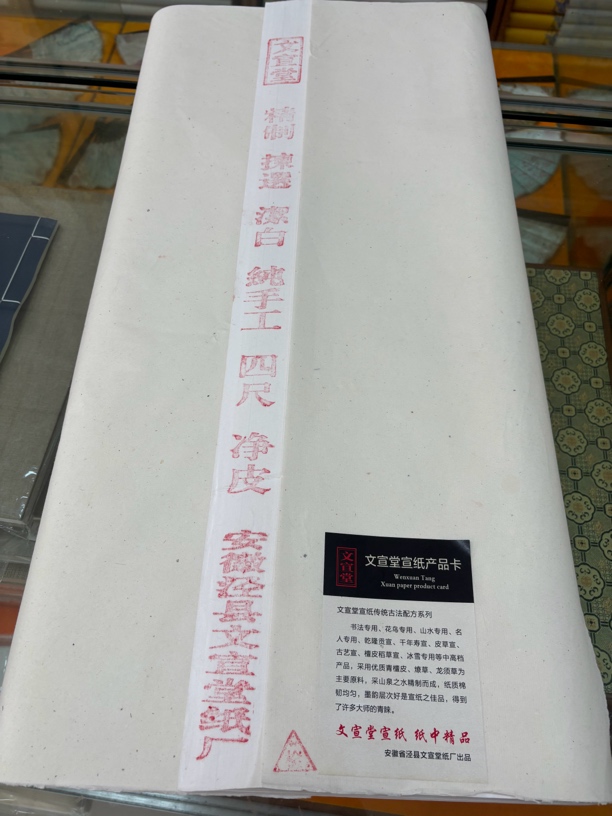 文宣堂
精制
揀選
潔白
纯手工
四尺
净皮
安徽泾县文宣堂纸厂
文宣堂
文宣堂宣纸产品卡
Wenxuan Tang
Xuan paper product card
文宣堂宣纸传统古法配方系列
书法专用、花鸟专用、山水专用、名
人专用、乾隆贡宣、千年寿宣、皮草宣、
古艺宣、檀皮稻草宣、冰雪专用等中高档
产品，采用优质青檀皮、燎草、龙须草为
主要原料，采山泉之水精制而成，纸质棉
韧均匀，墨韵层次好是宣纸之佳品，得到
了许多大师的青睐。
文宣堂宣纸 纸中精品
安徽省泾县文宣堂纸厂出品